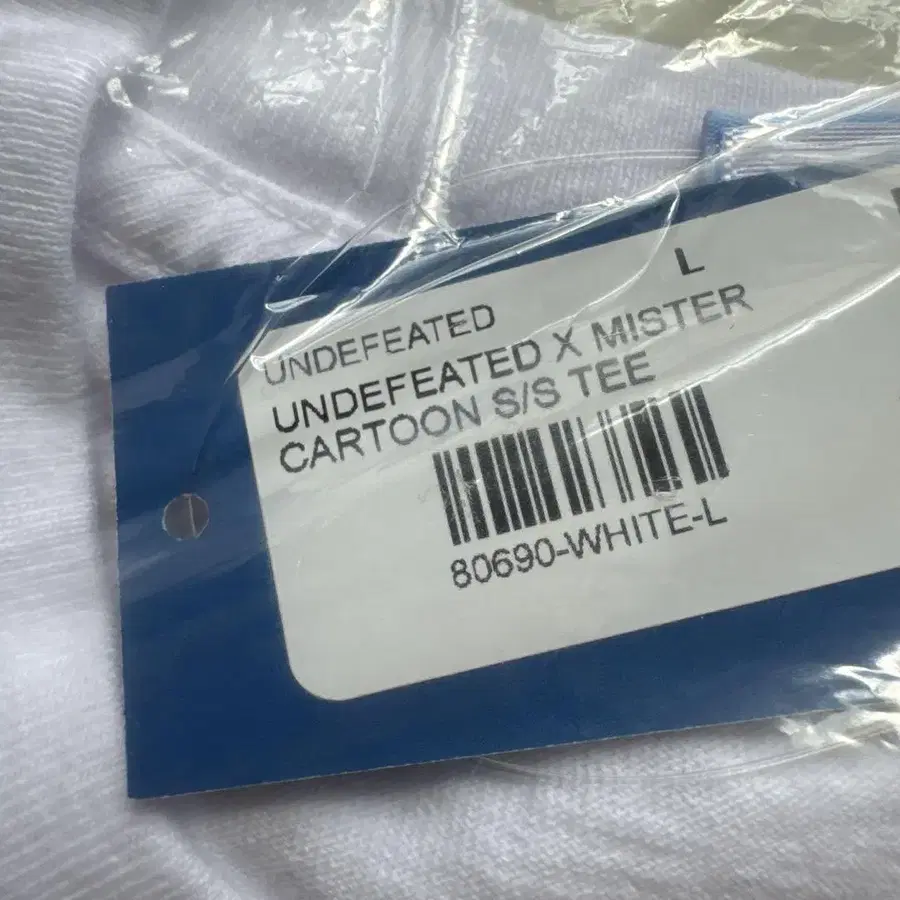 L
UNDEFEATED
UNDEFEATED X MISTER
CARTOON S/S TEE
80690-WHITE-L